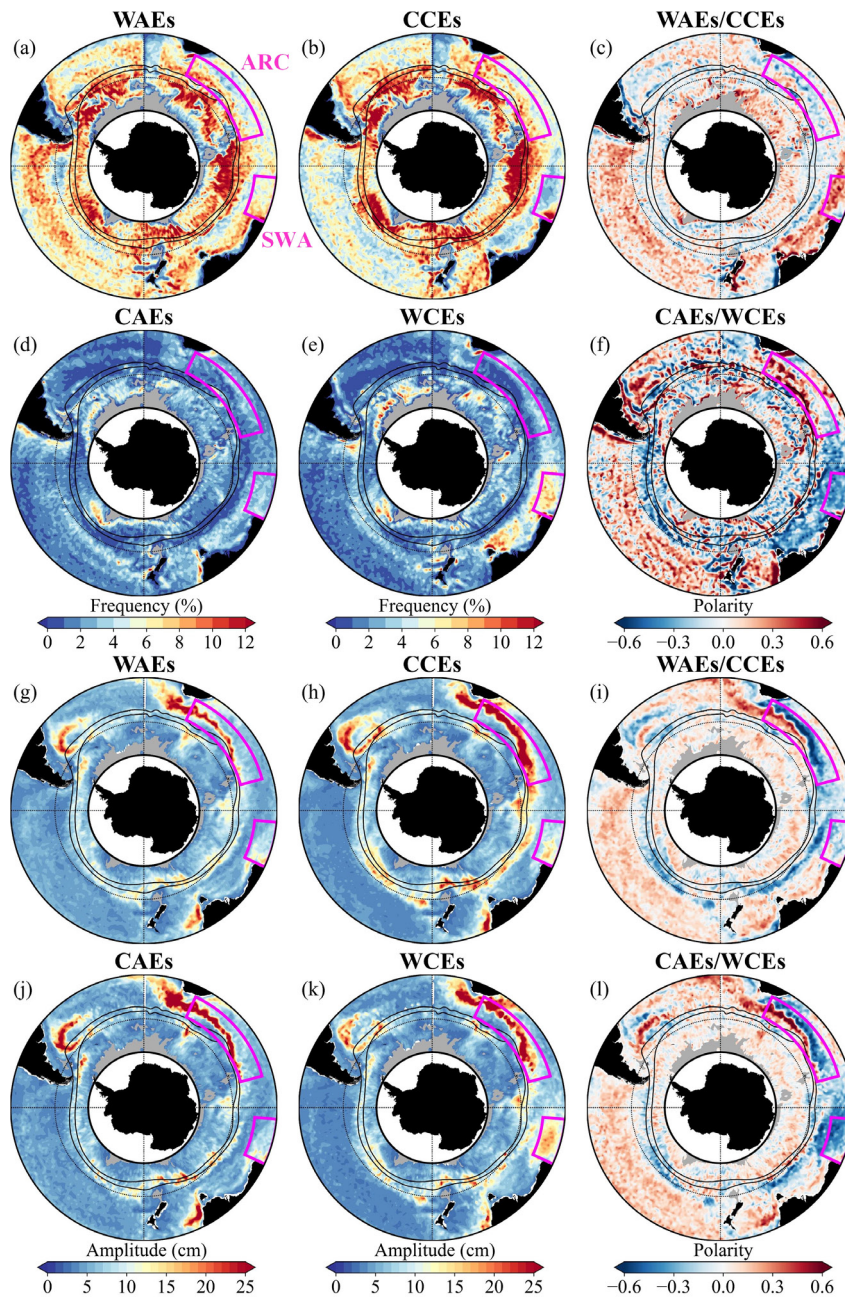 WAEs CCEs WAEs/CCEs
(a) (b) (c)
ARC
SWA
CAEs WCEs CAEs/WCEs
(d) (e) (f)
Frequency (%) Frequency (%) Polarity
0 2 4 6 8 10 12 0 2 4 6 8 10 12 −0.6 −0.3 0.0 0.3 0.6
WAEs CCEs WAEs/CCEs
(g) (h) (i)
CAEs WCEs CAEs/WCEs
(j) (k) (l)
Amplitude (cm) Amplitude (cm) Polarity
0 5 10 15 20 25 0 5 10 15 20 25 −0.6 −0.3 0.0 0.3 0.6